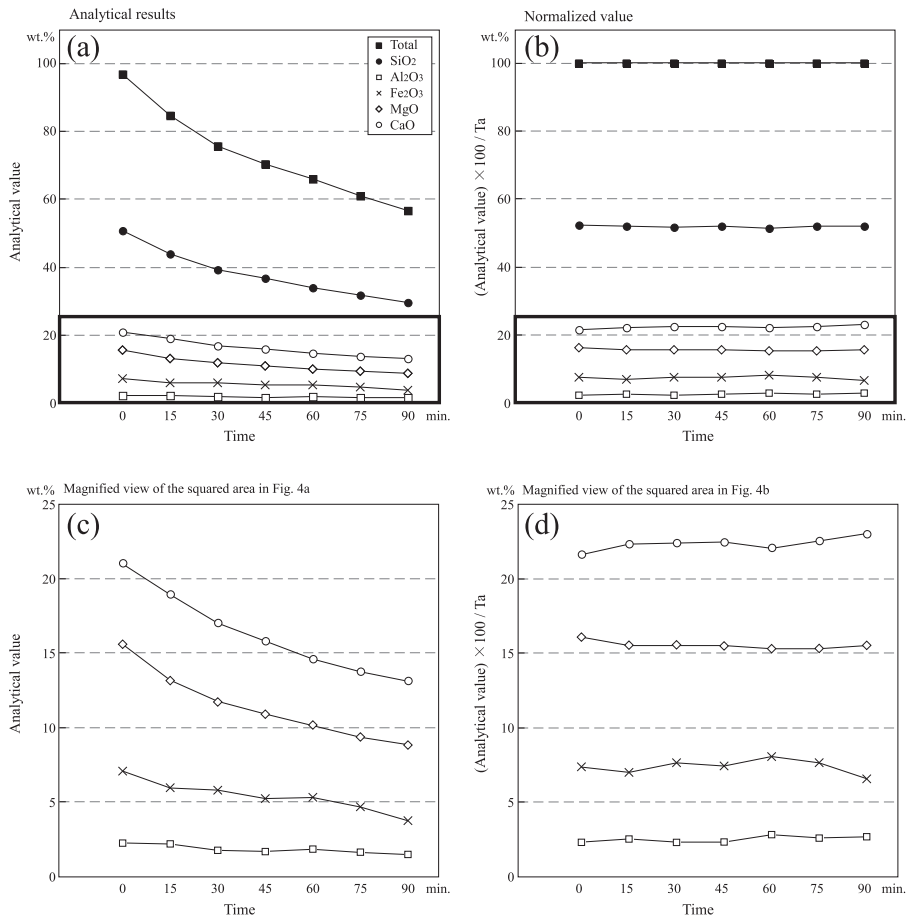 Analytical results
wt.%
(a)
Total
SiO2
Al2O3
Fe2O3
MgO
CaO
100
80
60
40
20
0
Analytical value
0 15 30 45 60 75 90 min.
Time
Normalized value
wt.%
(b)
100
80
60
40
20
0
(Analytical value) ×100 / Ta
0 15 30 45 60 75 90 min.
Time
wt.% Magnified view of the squared area in Fig. 4a
(c)
25
20
15
10
5
0
Analytical value
0 15 30 45 60 75 90 min.
Time
wt.% Magnified view of the squared area in Fig. 4b
(d)
25
20
15
10
5
0
(Analytical value) ×100 / Ta
0 15 30 45 60 75 90 min.
Time